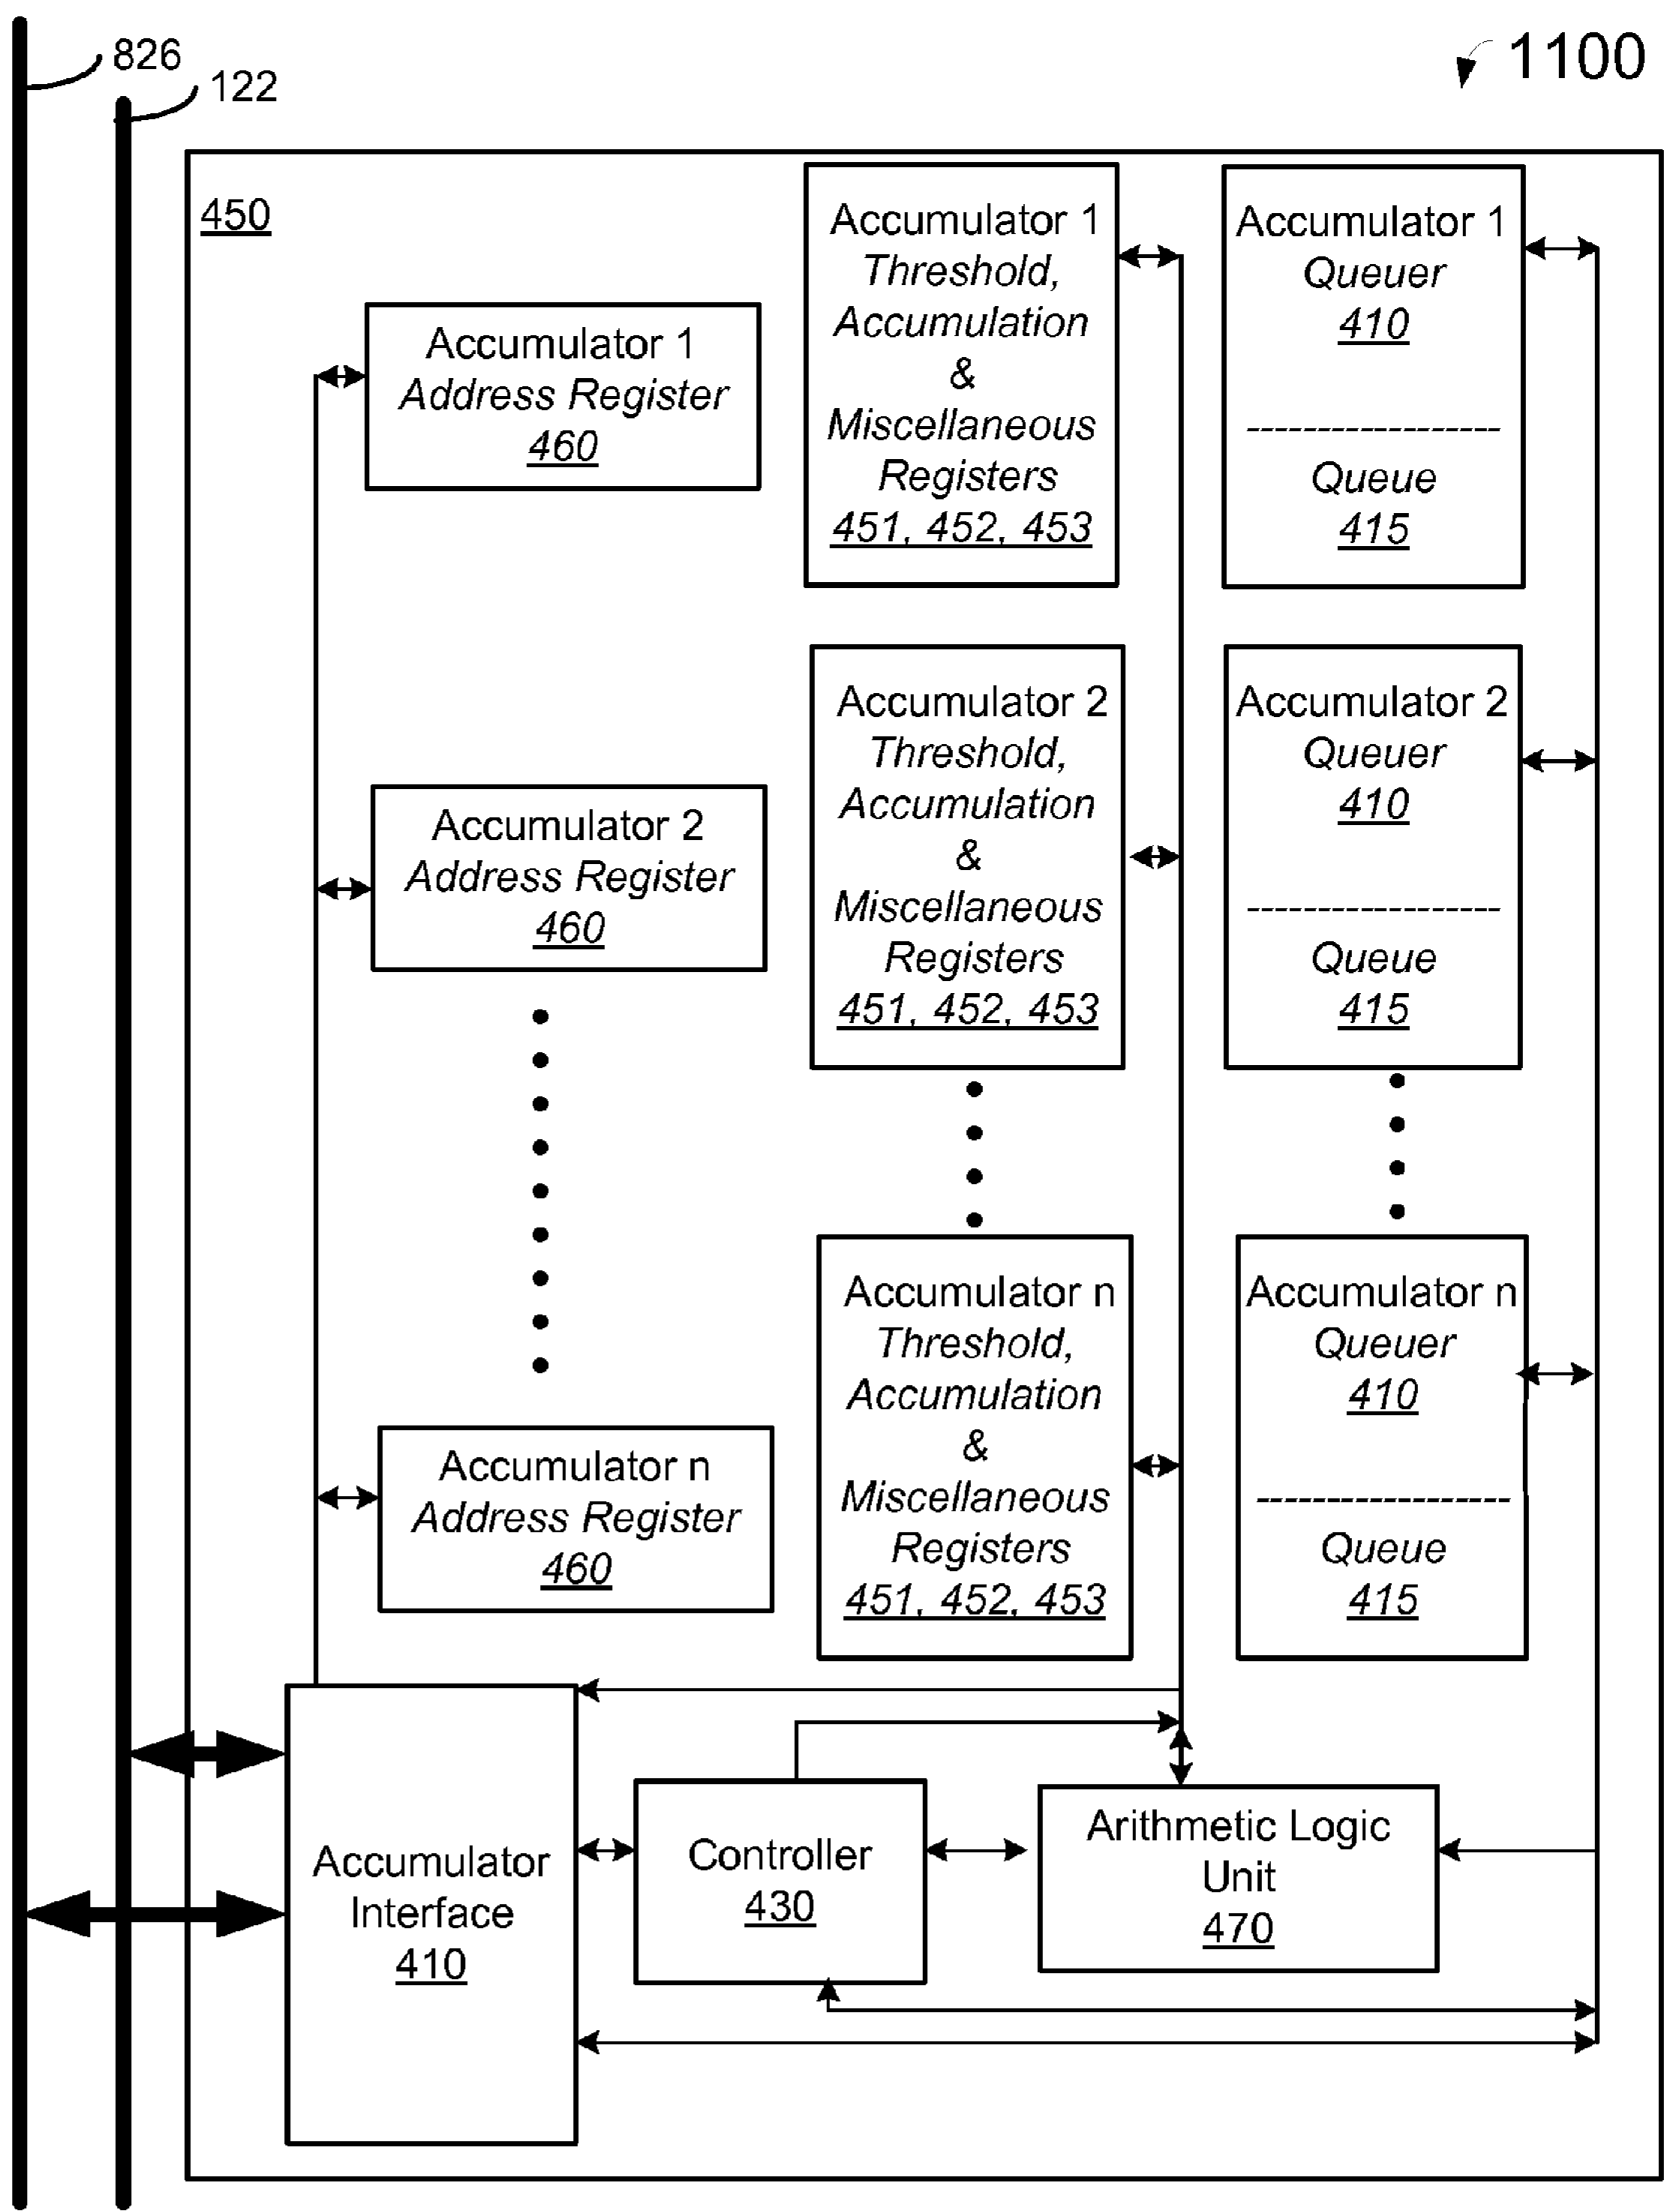 826
122
1100
450
Accumulator 1
Address Register
460
Accumulator 1
Threshold,
Accumulation
&
Miscellaneous
Registers
451, 452, 453
Accumulator 1
Queuer
410
------------------
Queue
415
Accumulator 2
Address Register
460
Accumulator 2
Threshold,
Accumulation
&
Miscellaneous
Registers
451, 452, 453
Accumulator 2
Queuer
410
------------------
Queue
415
Accumulator n
Address Register
460
Accumulator n
Threshold,
Accumulation
&
Miscellaneous
Registers
451, 452, 453
Accumulator n
Queuer
410
------------------
Queue
415
Accumulator
Interface
410
Controller
430
Arithmetic Logic
Unit
470